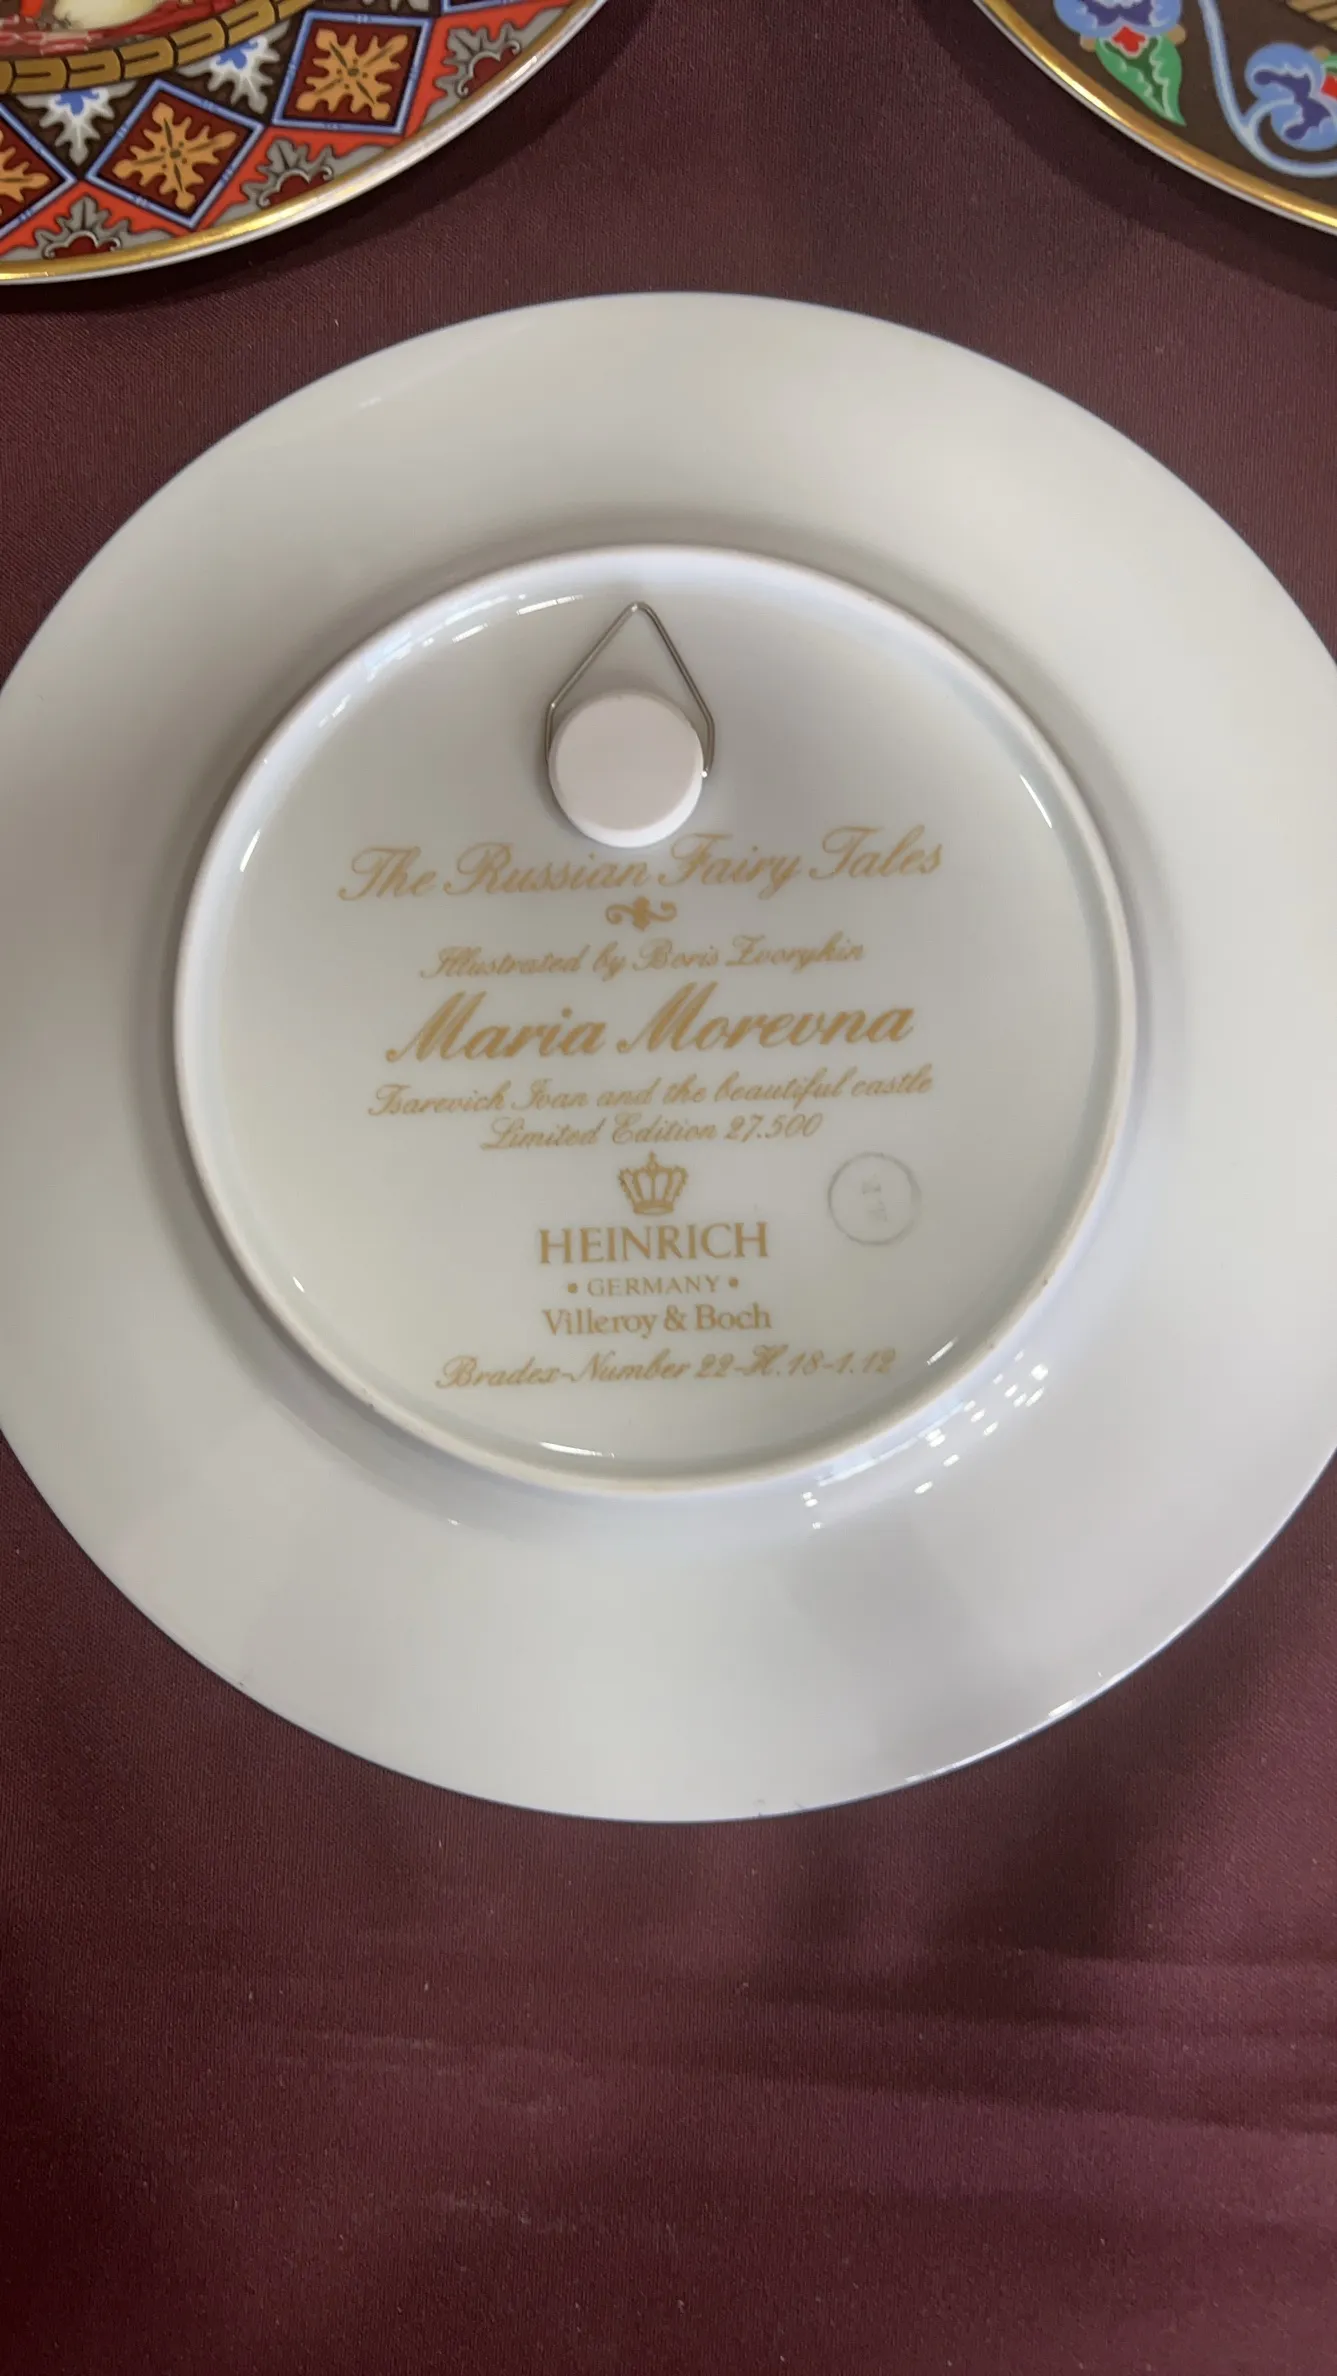 The Russian Fairy Tales
Illustrated by Boris Zvorykin
Maria Morevna
Tsarevich Ivan and the beautiful castle
Limited Edition 27.500
HEINRICH
• GERMANY •
Villeroy & Boch
Bradex-Number 22-H.18-1.12